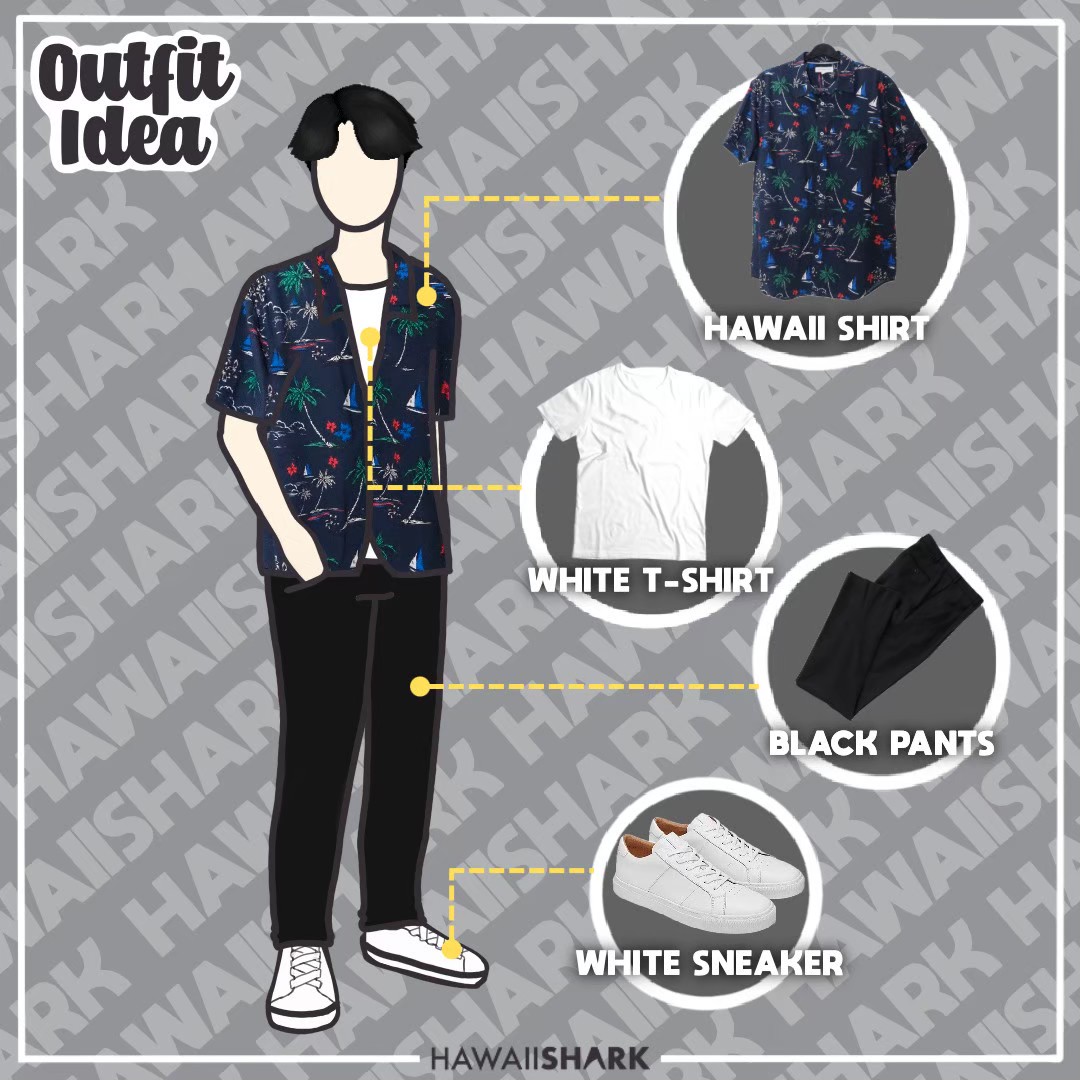 Outfit
Idea
HAWAII SHIRT
WHITE T-SHIRT
BLACK PANTS
WHITE SNEAKER
HAWAIISHARK